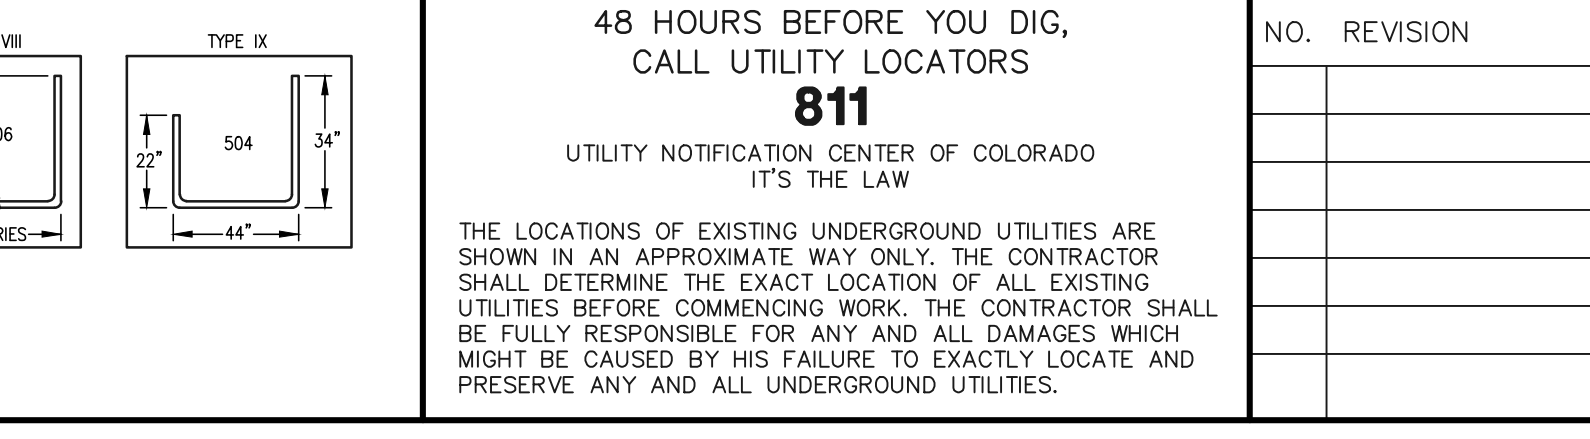 VIII
TYPE IX
06
504
22"
34"
RIES
44"
48 HOURS BEFORE YOU DIG,
CALL UTILITY LOCATORS
811
UTILITY NOTIFICATION CENTER OF COLORADO
IT'S THE LAW
THE LOCATIONS OF EXISTING UNDERGROUND UTILITIES ARE
SHOWN IN AN APPROXIMATE WAY ONLY. THE CONTRACTOR
SHALL DETERMINE THE EXACT LOCATION OF ALL EXISTING
UTILITIES BEFORE COMMENCING WORK. THE CONTRACTOR SHALL
BE FULLY RESPONSIBLE FOR ANY AND ALL DAMAGES WHICH
MIGHT BE CAUSED BY HIS FAILURE TO EXACTLY LOCATE AND
PRESERVE ANY AND ALL UNDERGROUND UTILITIES.
NO. REVISION